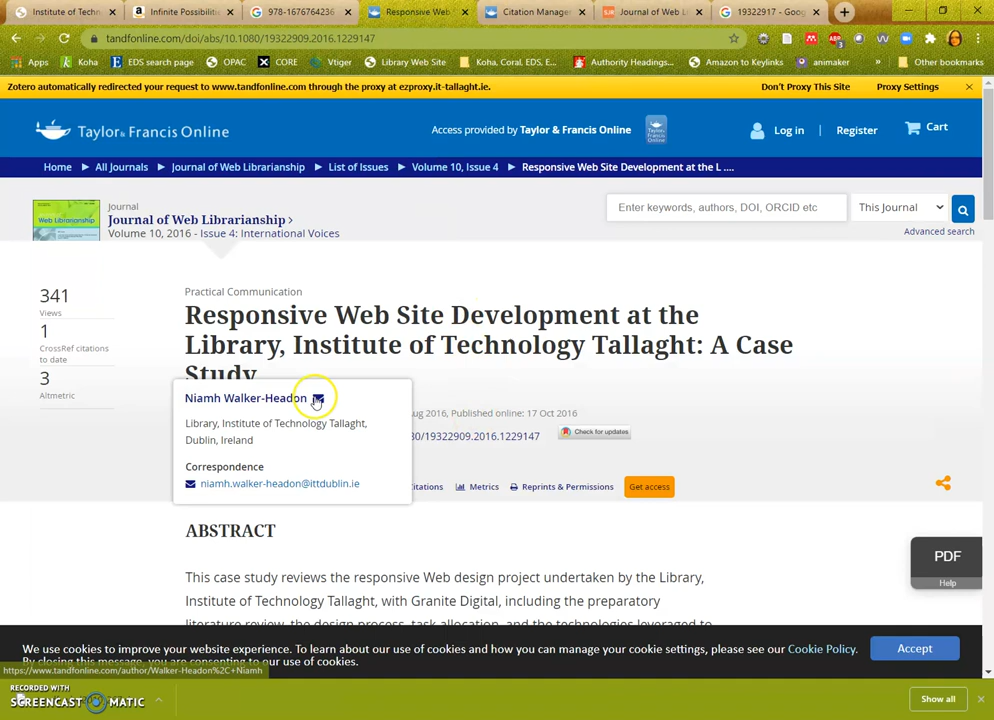 Institute of Techn
Infinite Possibiliti
978-1676764236
Responsive Web
Citation Manager
Journal of Web L
19322917 - Goog
tandfonline.com/doi/abs/10.1080/19322909.2016.1229147
Apps
Koha
EDS search page
OPAC
CORE
Vtiger
Library Web Site
Koha, Coral, EDS, E...
Authority Headings...
Amazon to Keylinks
animaker
»
Other bookmarks
Zotero automatically redirected your request to www.tandfonline.com through the proxy at ezproxy.it-tallaght.ie.
Don't Proxy This Site
Proxy Settings
Taylor & Francis Online
Access provided by Taylor & Francis Online
Log in | Register
Cart
Home ▶ All Journals ▶ Journal of Web Librarianship ▶ List of Issues ▶ Volume 10, Issue 4 ▶ Responsive Web Site Development at the L ....
Web Librarianship
Journal
Journal of Web Librarianship ›
Volume 10, 2016 - Issue 4: International Voices
Enter keywords, authors, DOI, ORCID etc
This Journal
Advanced search
341
Views
1
CrossRef citations
to date
3
Altmetric
Practical Communication
Responsive Web Site Development at the
Library, Institute of Technology Tallaght: A Case
Study
Niamh Walker-Headon
Library, Institute of Technology Tallaght,
Dublin, Ireland
Correspondence
niamh.walker-headon@ittdublin.ie
Aug 2016, Published online: 17 Oct 2016
80/19322909.2016.1229147
Check for updates
Citations
Metrics
Reprints & Permissions
Get access
ABSTRACT
This case study reviews the responsive Web design project undertaken by the Library,
Institute of Technology Tallaght, with Granite Digital, including the preparatory
literature review, the design process, task allocation, and the technologies leveraged to
PDF
Help
We use cookies to improve your website experience. To learn about our use of cookies and how you can manage your cookie settings, please see our Cookie Policy.
By closing this message, you are consenting to our use of cookies.
Accept
https://www.tandfonline.com/author/Walker-Headon%2C+Niamh
RECORDED WITH
SCREENCAST MATIC
Show all